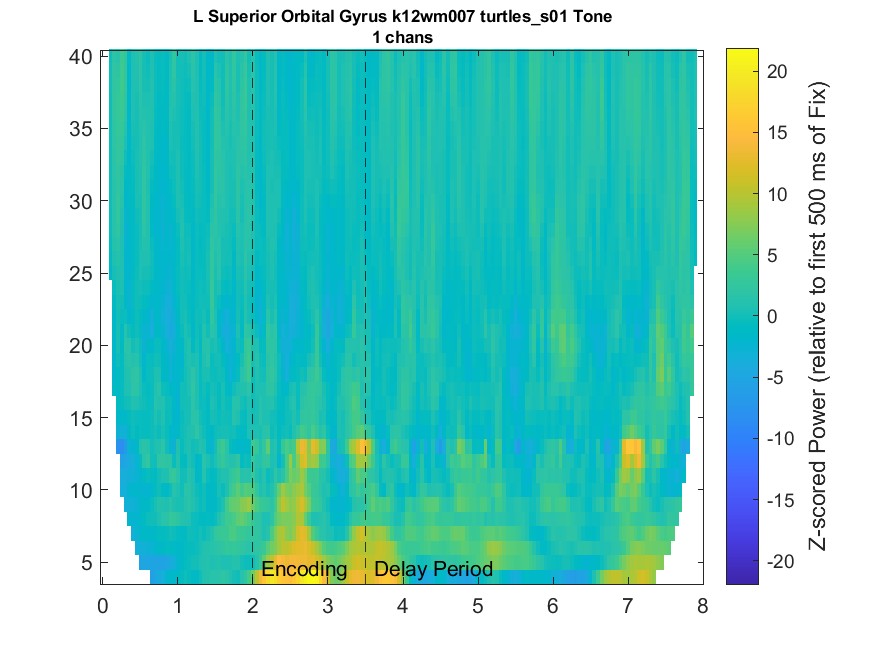 L Superior Orbital Gyrus k12wm007 turtles_s01 Tone
1 chans
40
35
30
25
20
15
10
5
Encoding
Delay Period
0 1 2 3 4 5 6 7 8
20
15
10
5
0
-5
-10
-15
-20
Z-scored Power (relative to first 500 ms of Fix)